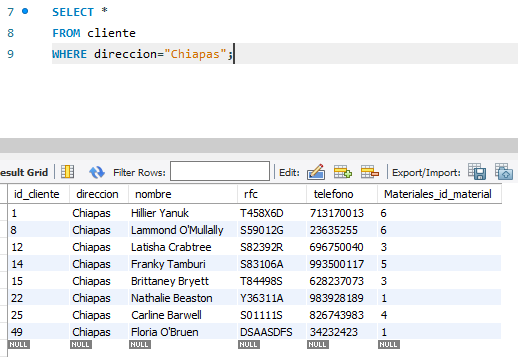 7 SELECT *
8 FROM cliente
9 WHERE direccion="Chiapas";
esult Grid Filter Rows: Edit: Export/Import:
id_cliente direccion nombre rfc telefono Materiales_id_material
1 Chiapas Hillier Yanuk T458X6D 713170013 6
8 Chiapas Lammond O'Mullally S59012G 23635255 6
12 Chiapas Latisha Crabtree S82392R 696750040 3
14 Chiapas Franky Tamburi S83106A 993500117 5
15 Chiapas Brittaney Bryett T84498S 628237073 3
22 Chiapas Nathalie Beaston Y36311A 983928189 1
25 Chiapas Carline Barwell S01111S 826743983 4
49 Chiapas Floria O'Bruen DSAASDFS 34232423 1
NULL NULL NULL NULL NULL NULL